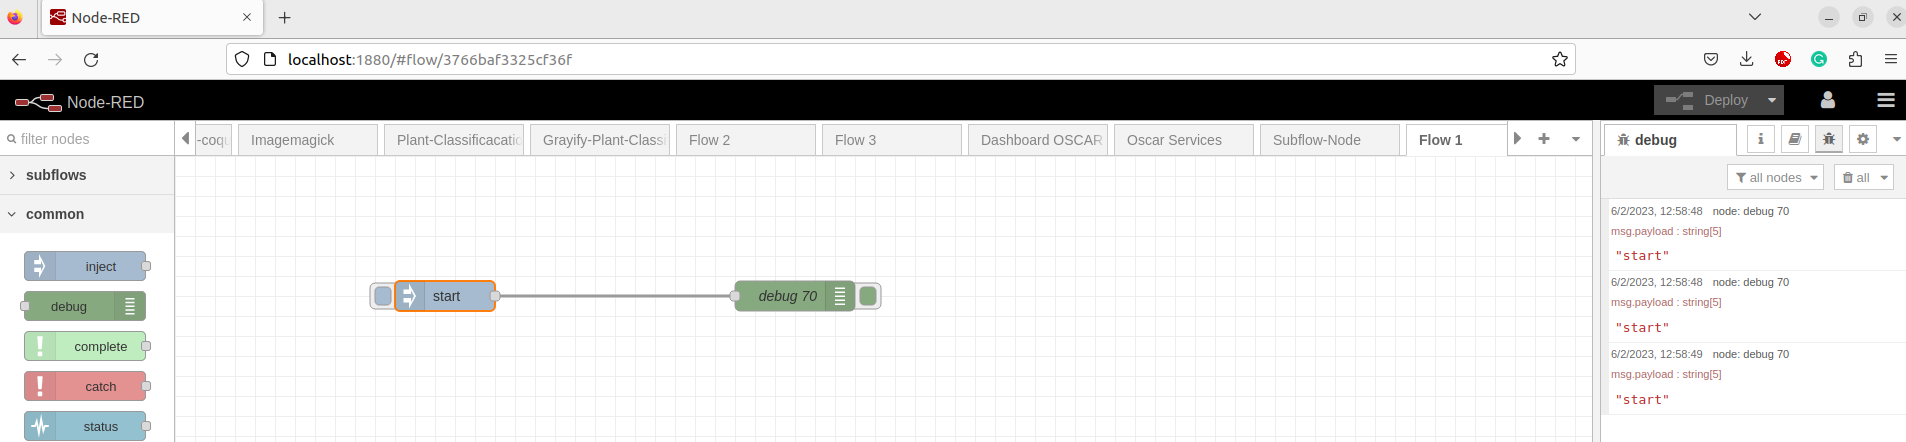 Node-RED
localhost:1880/#flow/3766baf3325cf36f
Node-RED
Deploy
filter nodes
-coqu
Imagemagick
Plant-Classificacatio
Grayify-Plant-Classi
Flow 2
Flow 3
Dashboard OSCAR
Oscar Services
Subflow-Node
Flow 1
debug
i
all nodes
all
subflows
common
inject
debug
complete
catch
status
start
debug 70
6/2/2023, 12:58:48 node: debug 70
msg.payload : string[5]
"start"
6/2/2023, 12:58:48 node: debug 70
msg.payload : string[5]
"start"
6/2/2023, 12:58:49 node: debug 70
msg.payload : string[5]
"start"